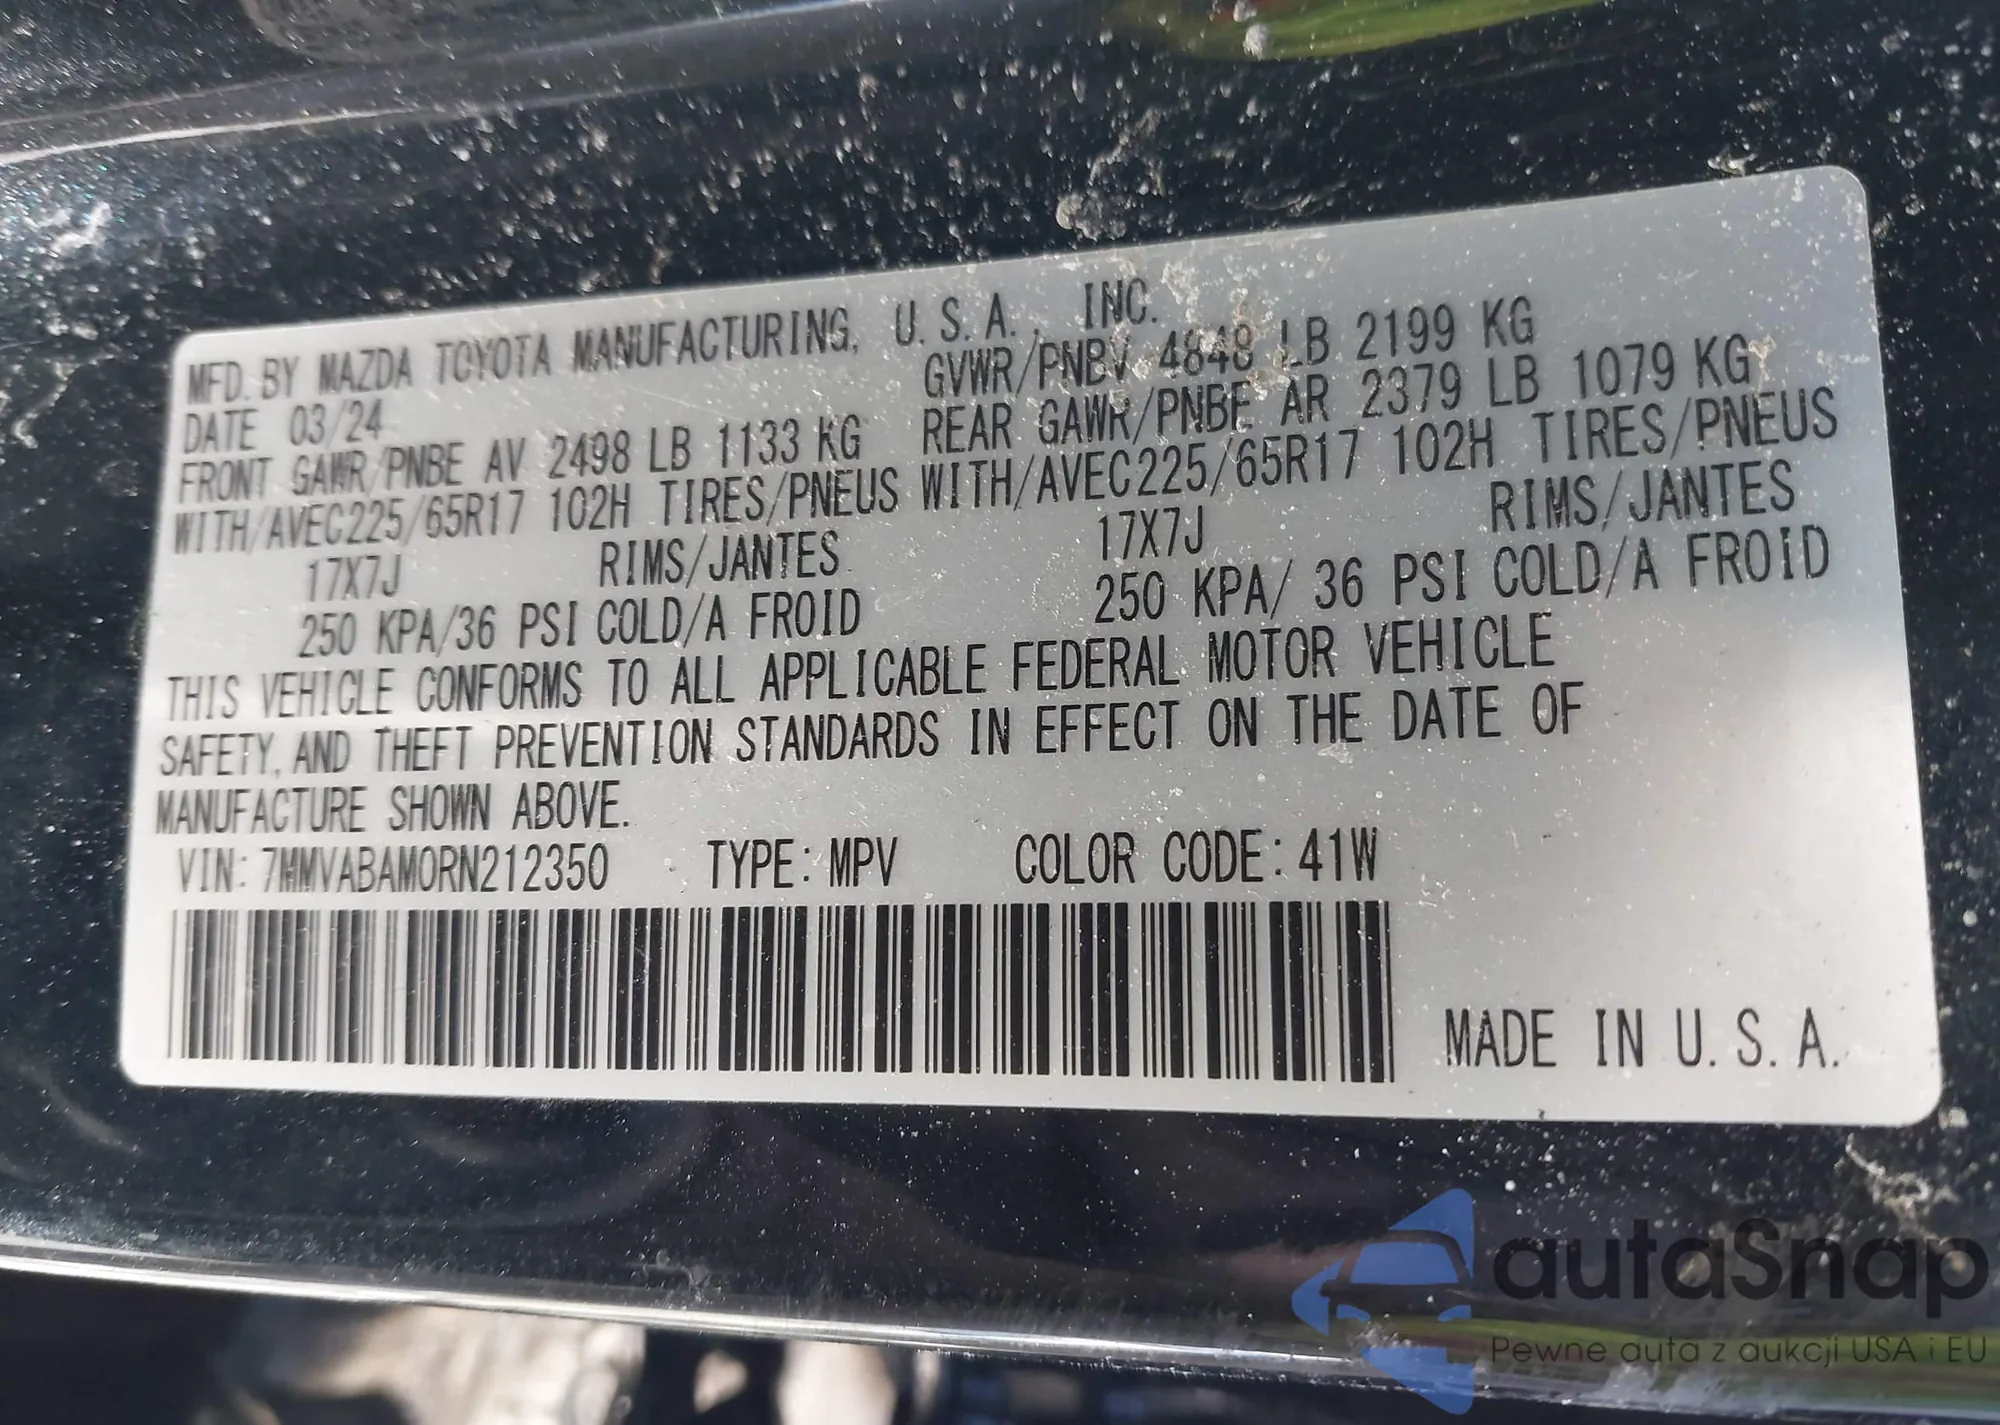 MFD. BY MAZDA TOYOTA MANUFACTURING, U.S.A., INC.
DATE 03/24 GVWR/PNBV 4848 LB 2199 KG
FRONT GAWR/PNBE AV 2498 LB 1133 KG REAR GAWR/PNBE AR 2379 LB 1079 KG
WITH/AVEC225/65R17 102H TIRES/PNEUS WITH/AVEC225/65R17 102H TIRES/PNEUS
17X7J RIMS/JANTES 17X7J RIMS/JANTES
250 KPA/36 PSI COLD/A FROID 250 KPA/ 36 PSI COLD/A FROID
THIS VEHICLE CONFORMS TO ALL APPLICABLE FEDERAL MOTOR VEHICLE
SAFETY, AND THEFT PREVENTION STANDARDS IN EFFECT ON THE DATE OF
MANUFACTURE SHOWN ABOVE.
VIN: 7MMVABAM0RN212350 TYPE: MPV COLOR CODE: 41W
MADE IN U.S.A.
autaSnap
Pewne auta z aukcji USA i EU